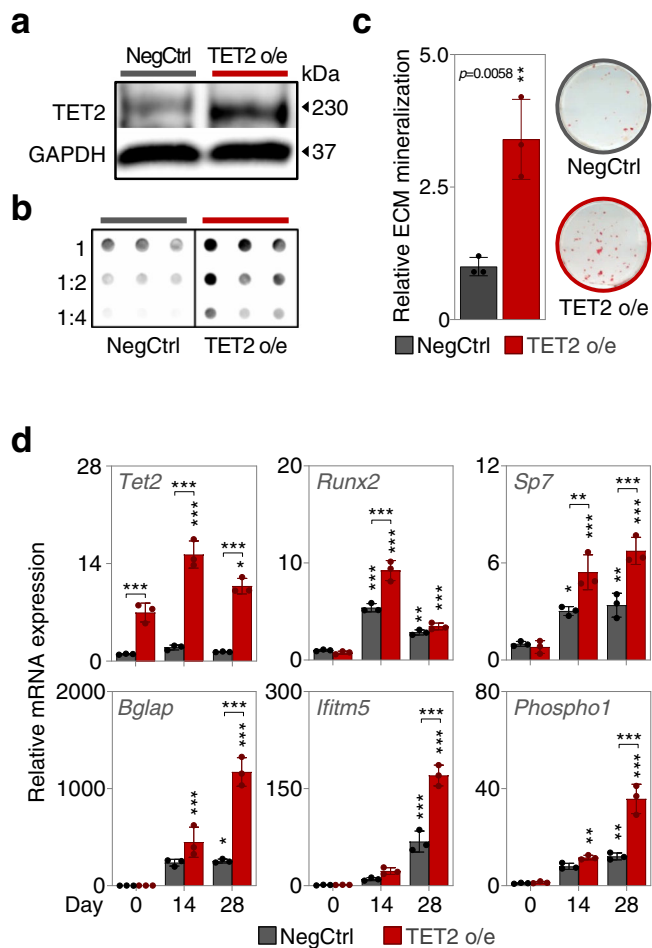 a
NegCtrl TET2 o/e
kDa
TET2 ◄230
GAPDH ◄37
b
1
1:2
1:4
NegCtrl TET2 o/e
c
Relative ECM mineralization
5.0
2.5
0
p=0.0058
**
NegCtrl
TET2 o/e
NegCtrl TET2 o/e
d
Relative mRNA expression
Tet2
28
14
0
***
***
***
***
*
Runx2
20
10
0
***
***
***
**
***
Sp7
12
6
0
*
**
***
**
***
***
Bglap
2000
1000
0
***
*
***
***
Ifitm5
300
150
0
***
***
***
Phospho1
80
40
0
**
**
***
***
Day 0 14 28 0 14 28 0 14 28
NegCtrl TET2 o/e